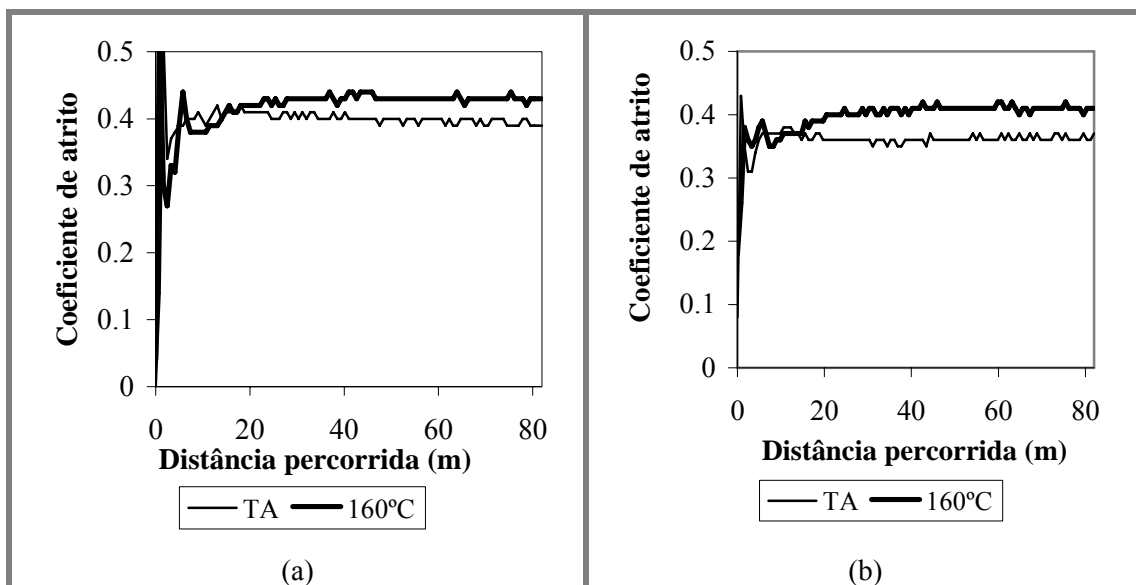 0.5
0.4
0.3
0.2
0.1
0
Coeficiente de atrito
0 20 40 60 80
Distância percorrida (m)
TA 160ºC
(a)
0.5
0.4
0.3
0.2
0.1
0
Coeficiente de atrito
0 20 40 60 80
Distância percorrida (m)
TA 160ºC
(b)